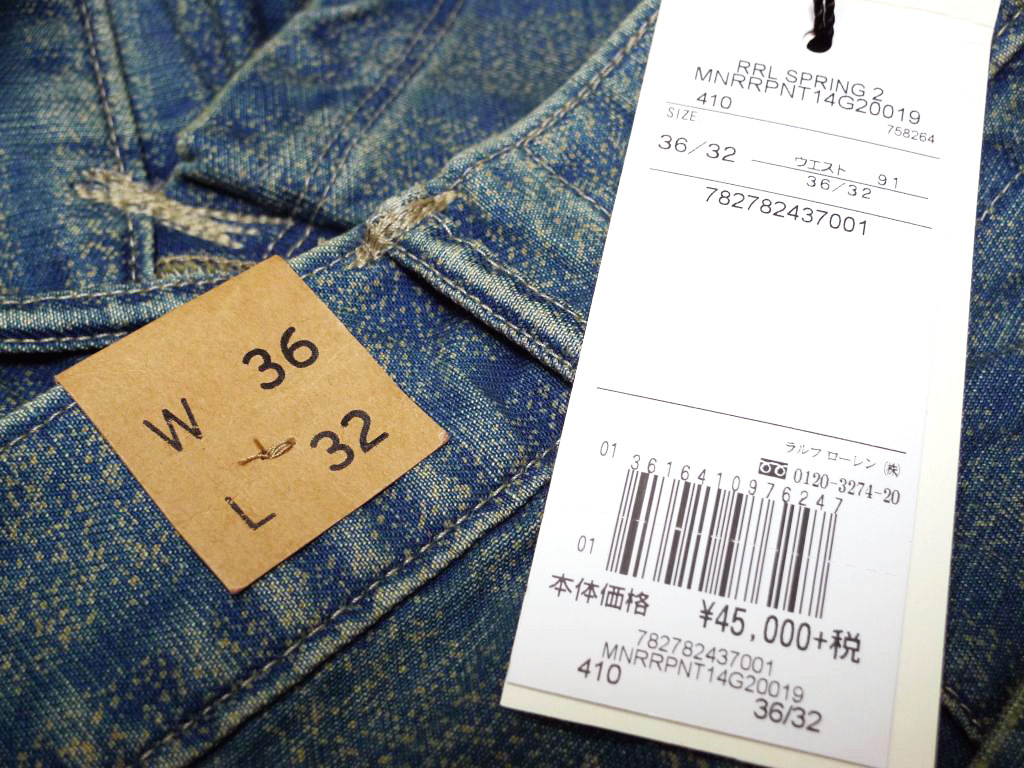 W 36
L 32
RRL SPRING 2
MNRRPNT14G20019
410 758264
SIZE
36/32 ウエスト 91
36/32
782782437001
ラルフ ローレン ㈱
01 0120-3274-20
3616410976247
01
本体価格 ¥45,000+税
782782437001
MNRRPNT14G20019
410 36/32